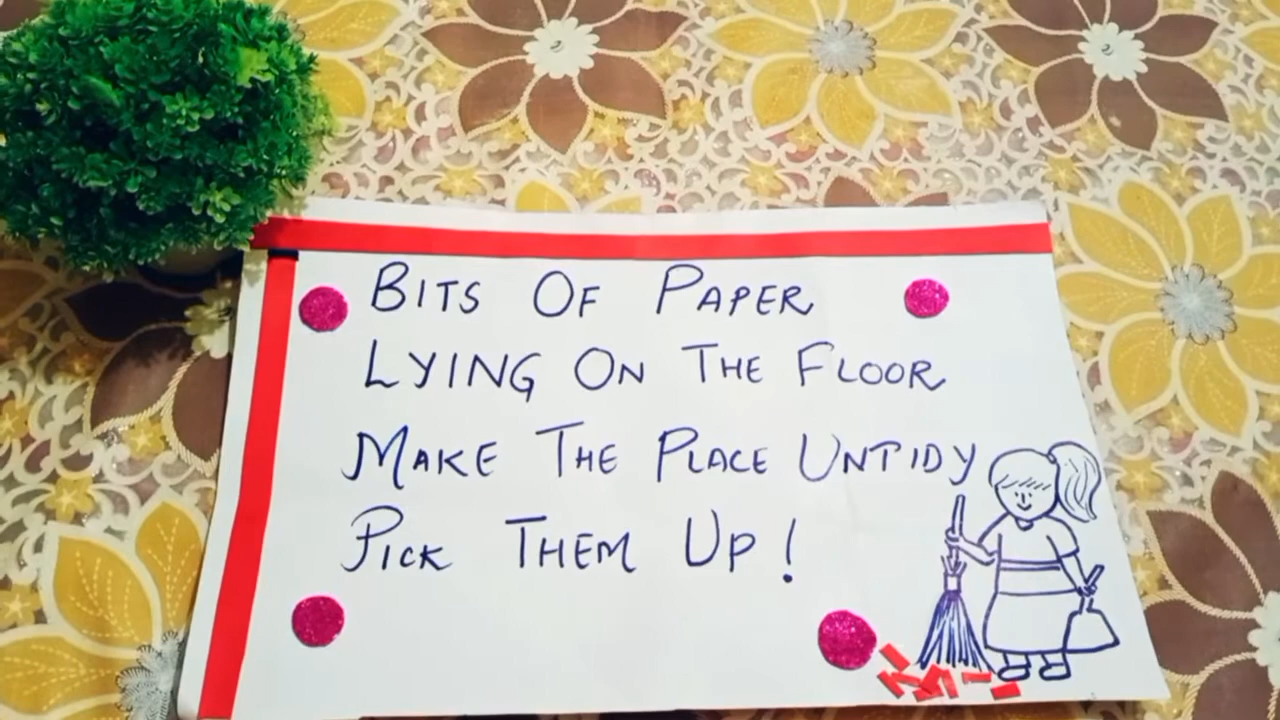 Bits Of Paper
Lying On The Floor
Make The Place Untidy
Pick Them Up!